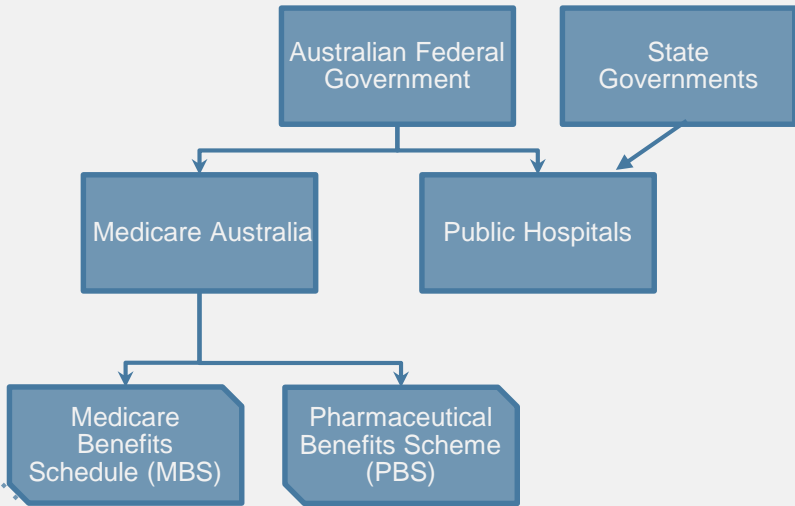 Australian Federal
Government
State
Governments
Medicare Australia
Public Hospitals
Medicare
Benefits
Schedule (MBS)
Pharmaceutical
Benefits Scheme
(PBS)